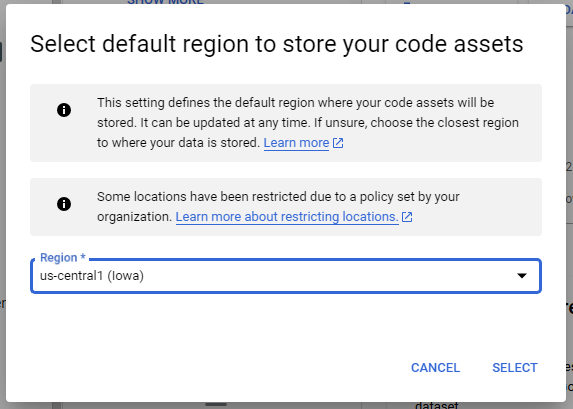 SHOW MORE
Select default region to store your code assets
This setting defines the default region where your code assets will be
stored. It can be updated at any time. If unsure, choose the closest region
to where your data is stored. Learn more
Some locations have been restricted due to a policy set by your
organization. Learn more about restricting locations.
Region *
us-central1 (Iowa)
CANCEL
SELECT
dataset